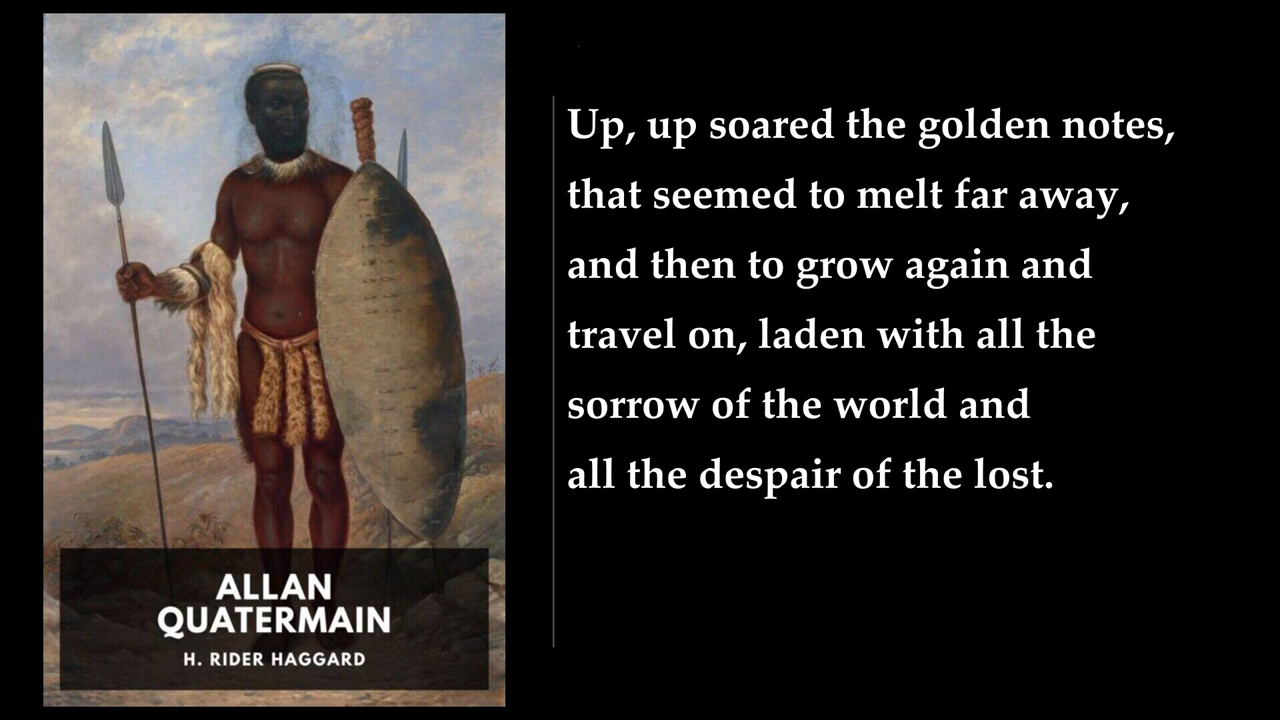 ALLAN
QUATERMAIN
H. RIDER HAGGARD
Up, up soared the golden notes,
that seemed to melt far away,
and then to grow again and
travel on, laden with all the
sorrow of the world and
all the despair of the lost.